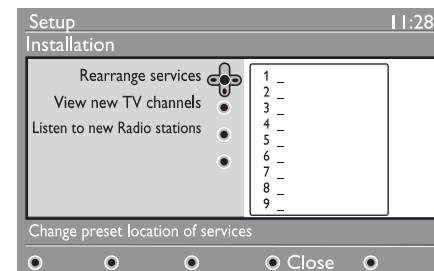 Setup 11:28
Installation
Rearrange services
View new TV channels
Listen to new Radio stations
1 _
2 _
3 _
4 _
5 _
6 _
7 _
8 _
9 _
Change preset location of services
Close